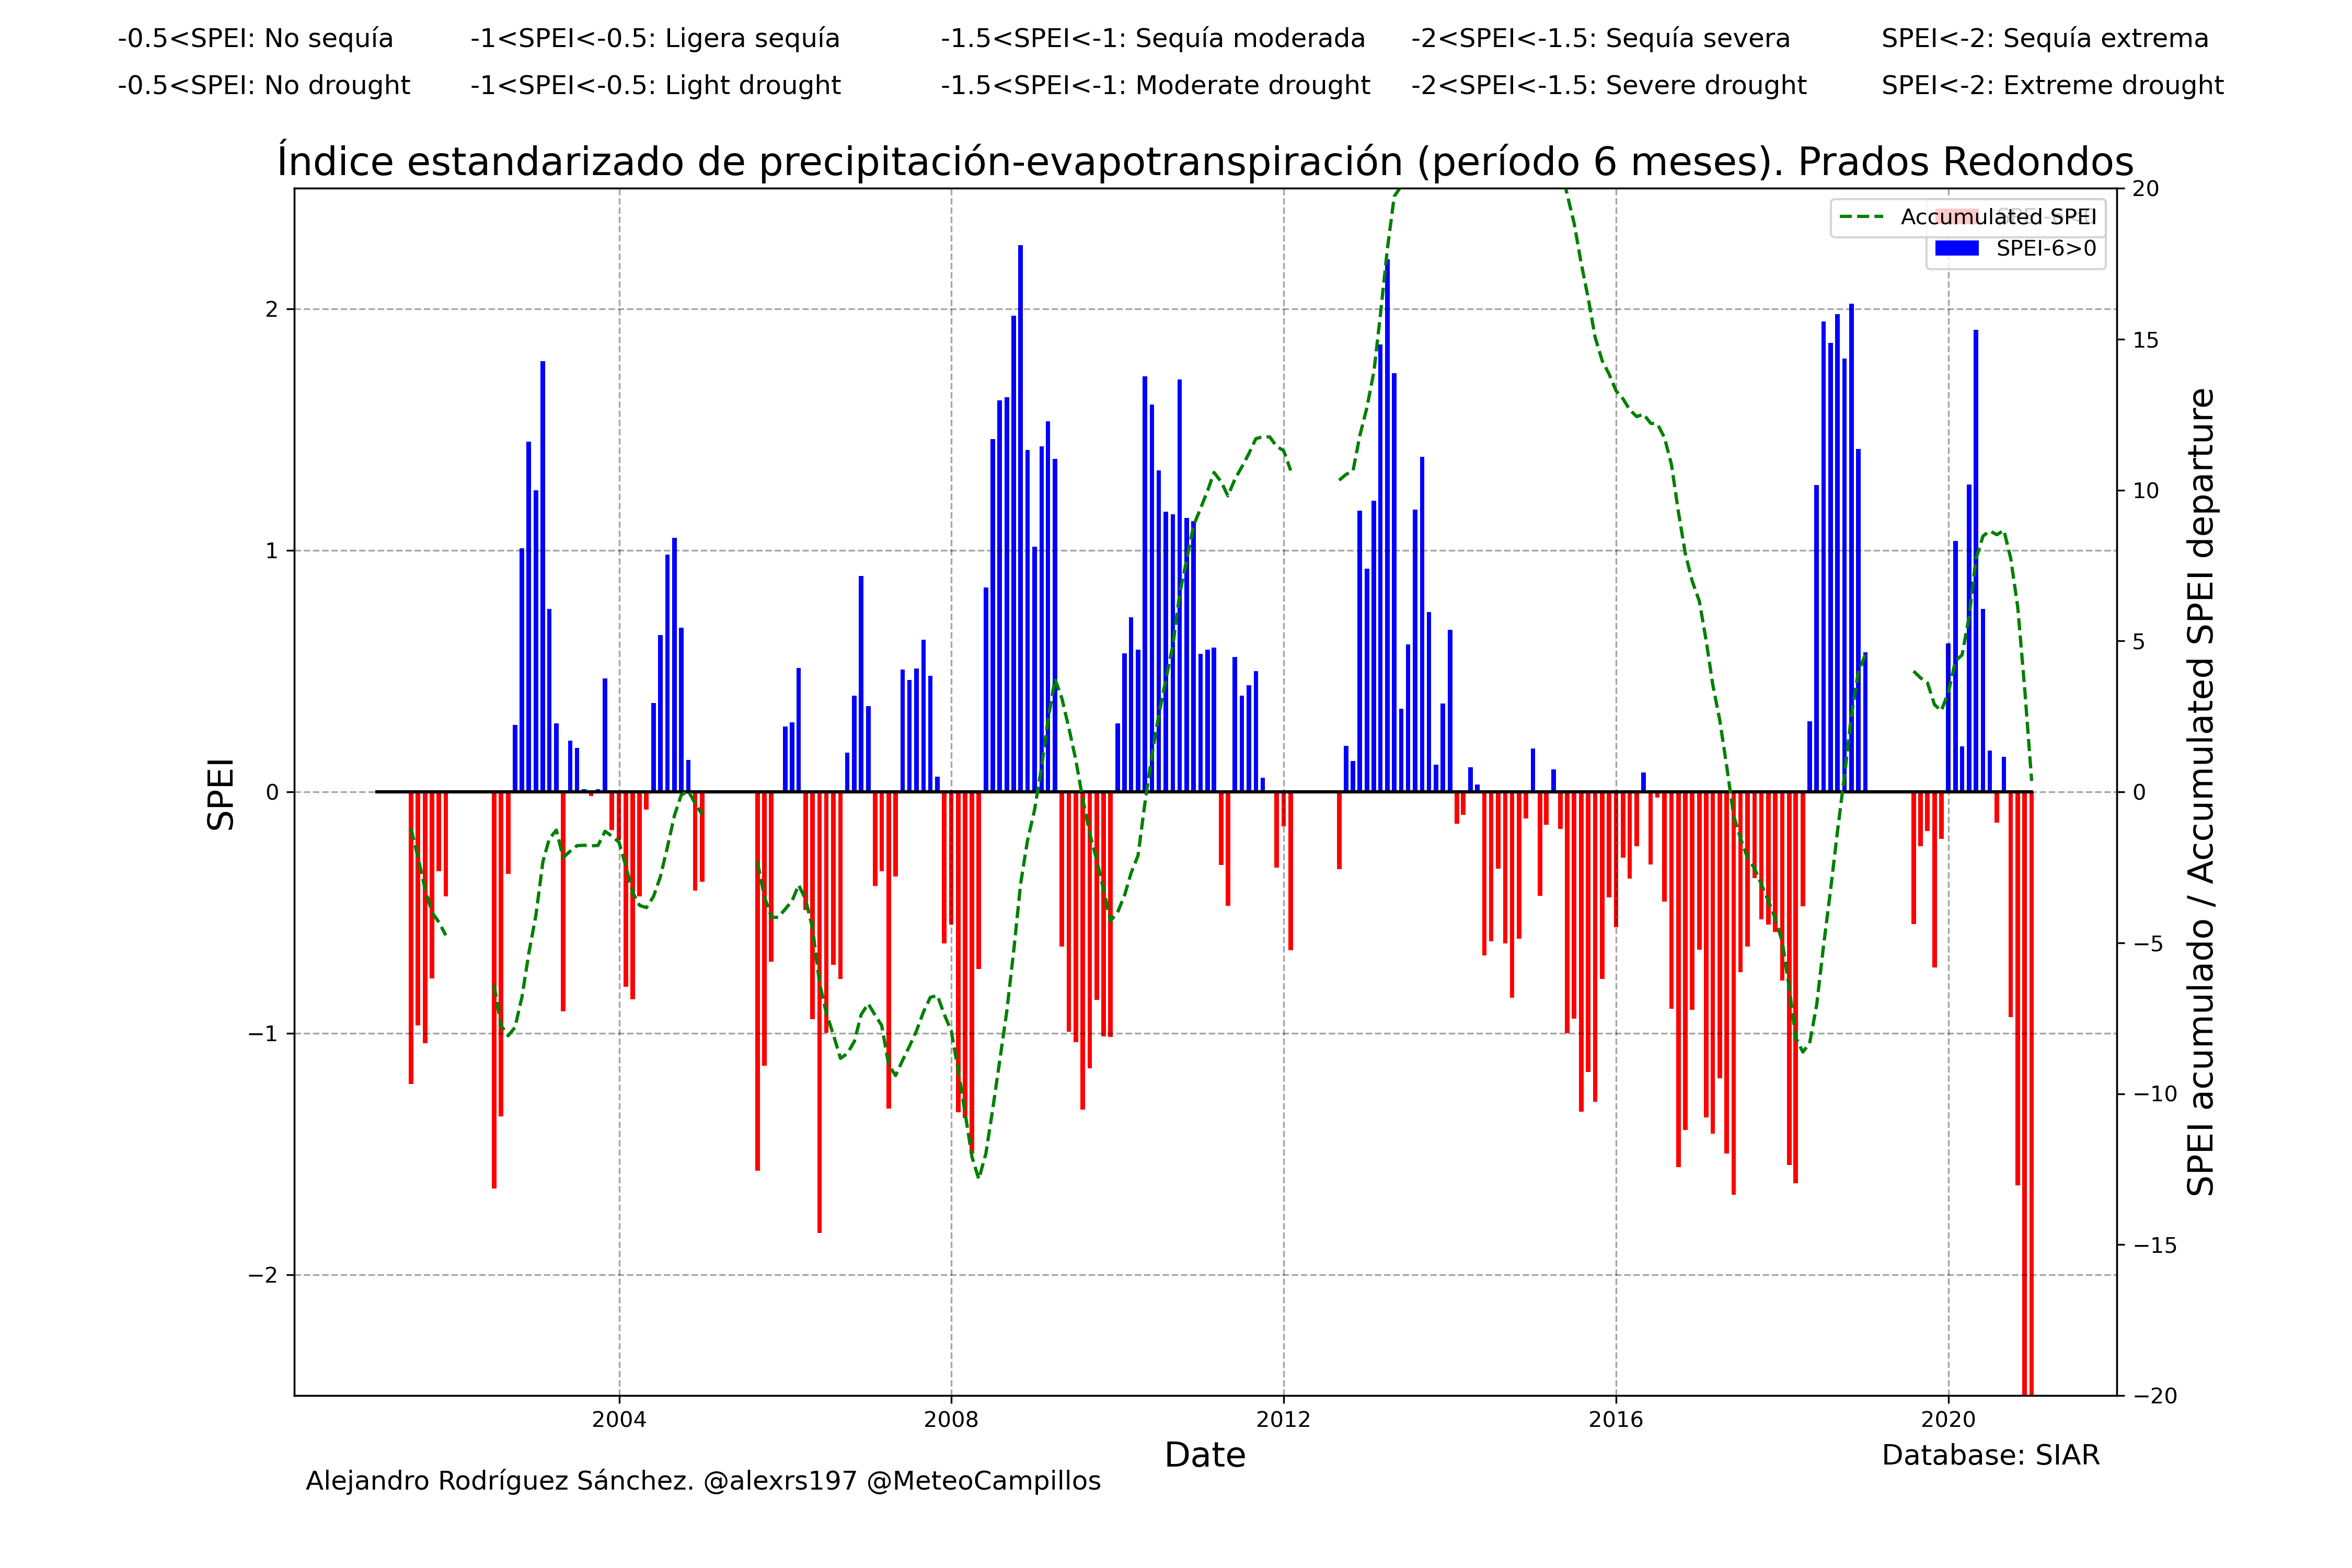 -0.5<SPEI: No sequía -1<SPEI<-0.5: Ligera sequía -1.5<SPEI<-1: Sequía moderada -2<SPEI<-1.5: Sequía severa SPEI<-2: Sequía extrema
-0.5<SPEI: No drought -1<SPEI<-0.5: Light drought -1.5<SPEI<-1: Moderate drought -2<SPEI<-1.5: Severe drought SPEI<-2: Extreme drought
Índice estandarizado de precipitación-evapotranspiración (período 6 meses). Prados Redondos
Accumulated SPEI
SPEI-6>0
SPEI
2
1
0
−1
−2
20
15
10
5
0
−5
−10
−15
−20
SPEI acumulado / Accumulated SPEI departure
2004 2008 2012 2016 2020
Date
Database: SIAR
Alejandro Rodríguez Sánchez. @alexrs197 @MeteoCampillos